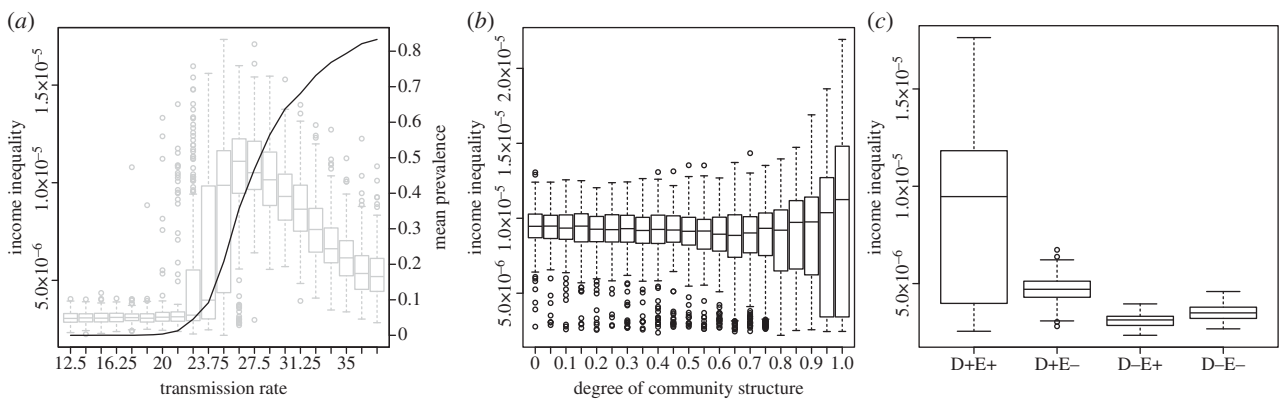 (a)
income inequality
1.5×10⁻⁵
1.0×10⁻⁵
5.0×10⁻⁶
0.8
0.7
0.6
0.5
0.4
0.3
0.2
0.1
0
mean prevalence
12.5 16.25 20 23.75 27.5 31.25 35
transmission rate
(b)
income inequality
2.0×10⁻⁵
1.5×10⁻⁵
1.0×10⁻⁵
5.0×10⁻⁶
0 0.1 0.2 0.3 0.4 0.5 0.6 0.7 0.8 0.9 1.0
degree of community structure
(c)
income inequality
1.5×10⁻⁵
1.0×10⁻⁵
5.0×10⁻⁶
D+E+ D+E– D–E+ D–E–